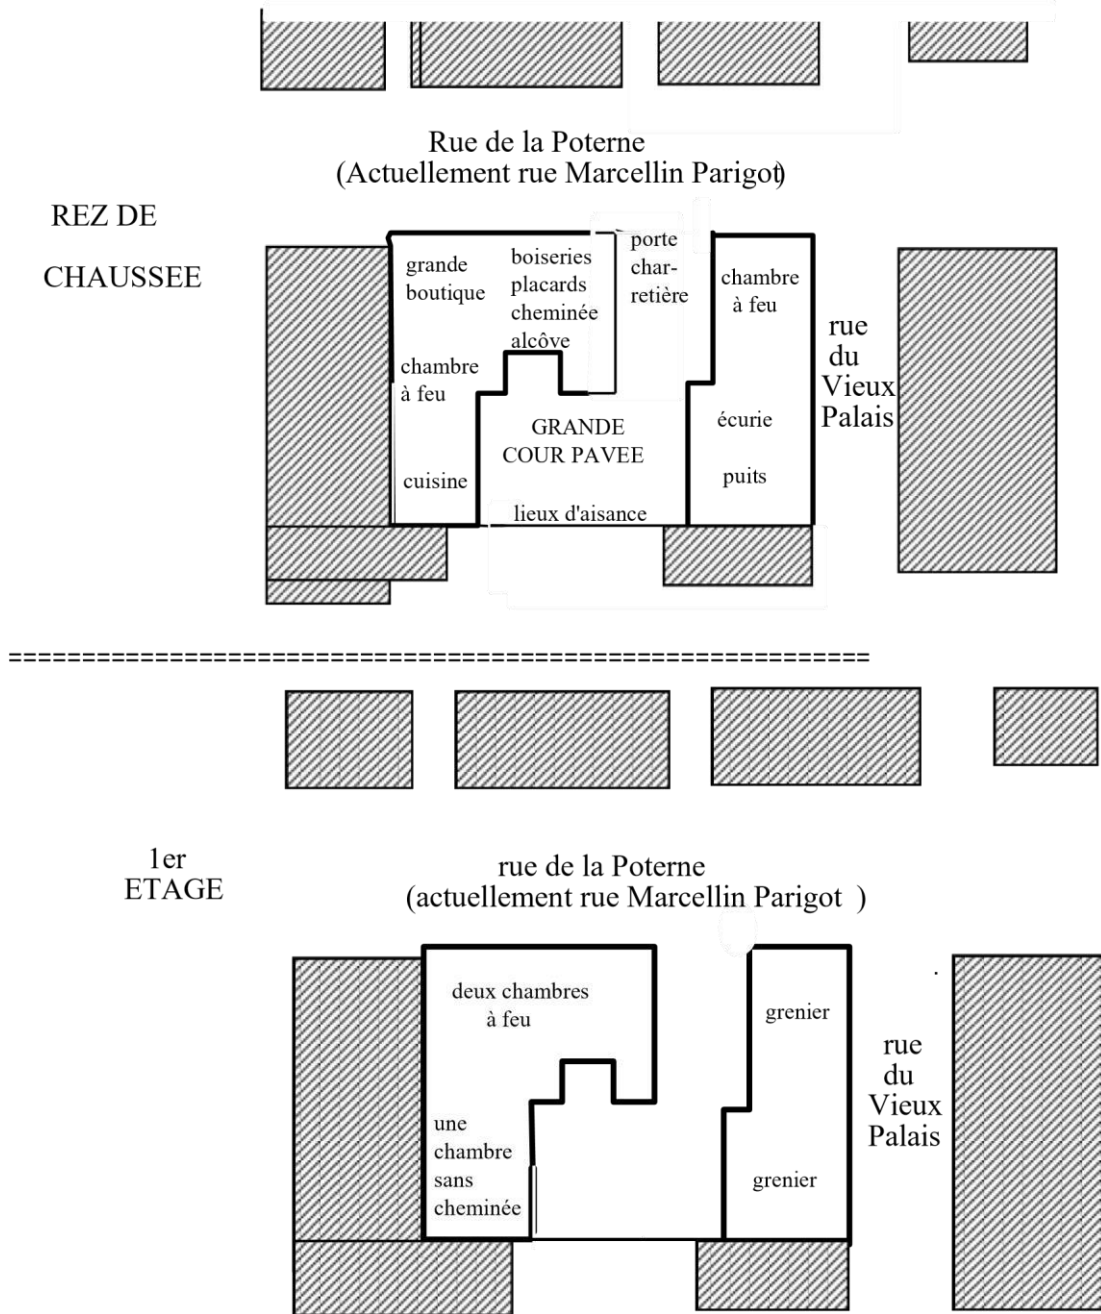 Rue de la Poterne
(Actuellement rue Marcellin Parigot)
REZ DE
CHAUSSEE
grande
boutique
boiseries
placards
cheminée
alcôve
porte
char-
retière
chambre
à feu
rue
du
Vieux
Palais
chambre
à feu
GRANDE
COUR PAVEE
écurie
cuisine
puits
lieux d'aisance
==========================================================
1er
ETAGE
rue de la Poterne
(actuellement rue Marcellin Parigot )
deux chambres
à feu
grenier
rue
du
Vieux
Palais
une
chambre
sans
cheminée
grenier